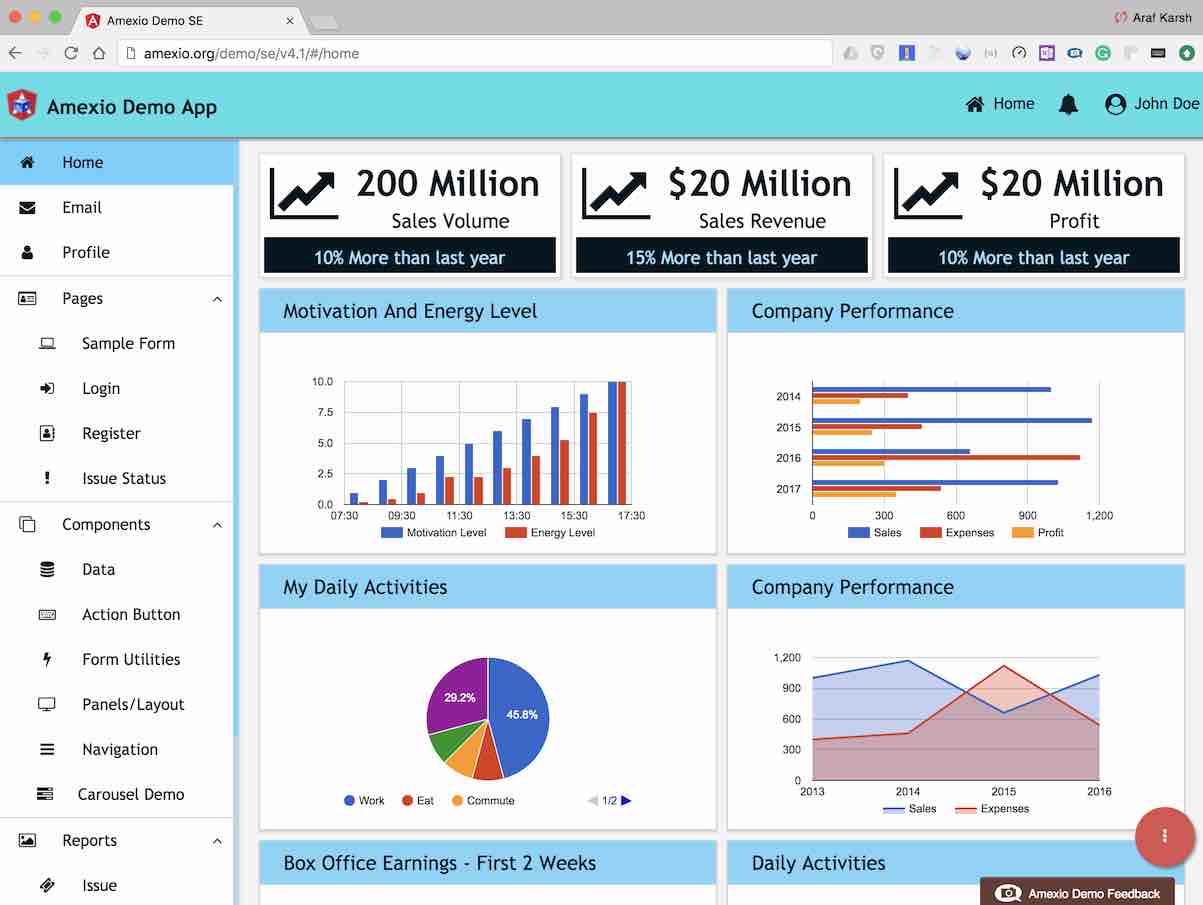 Amexio Demo SE
Araf Karsh
amexio.org/demo/se/v4.1/#/home
Amexio Demo App
Home
John Doe
Home
Email
Profile
Pages
Sample Form
Login
Register
Issue Status
Components
Data
Action Button
Form Utilities
Panels/Layout
Navigation
Carousel Demo
Reports
Issue
200 Million
Sales Volume
10% More than last year
$20 Million
Sales Revenue
15% More than last year
$20 Million
Profit
10% More than last year
Motivation And Energy Level
10.0
7.5
5.0
2.5
0.0
07:30 09:30 11:30 13:30 15:30 17:30
Motivation Level Energy Level
Company Performance
2014
2015
2016
2017
0 300 600 900 1,200
Sales Expenses Profit
My Daily Activities
29.2%
45.8%
Work Eat Commute 1/2
Company Performance
1,200
900
600
300
0
2013 2014 2015 2016
Sales Expenses
Box Office Earnings - First 2 Weeks
Daily Activities
Amexio Demo Feedback